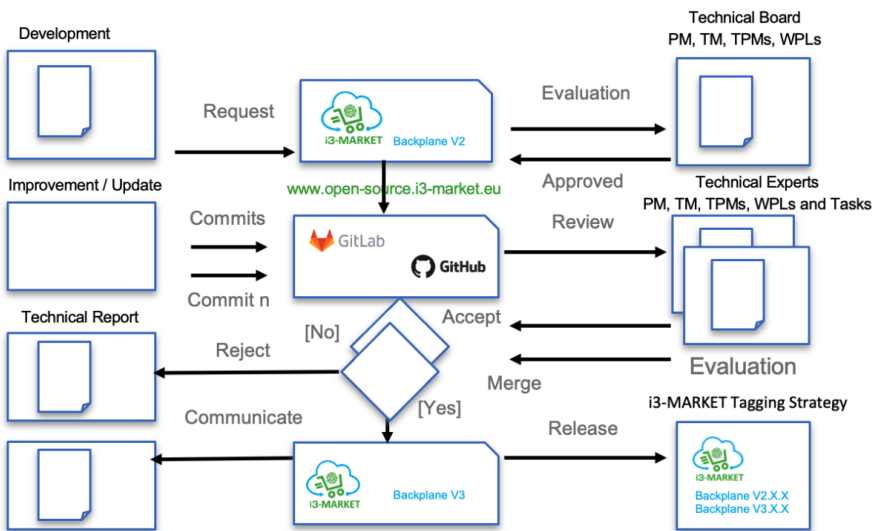 Development
Technical Board
PM, TM, TPMs, WPLs
Request
i3-MARKET
Backplane V2
Evaluation
Approved
www.open-source.i3-market.eu
Improvement / Update
Technical Experts
PM, TM, TPMs, WPLs and Tasks
Commits
Commit n
GitLab
GitHub
Review
Technical Report
[No]
Accept
Reject
Merge
Evaluation
[Yes]
i3-MARKET Tagging Strategy
Communicate
i3-MARKET
Backplane V3
Release
i3-MARKET
Backplane V2.X.X
Backplane V3.X.X